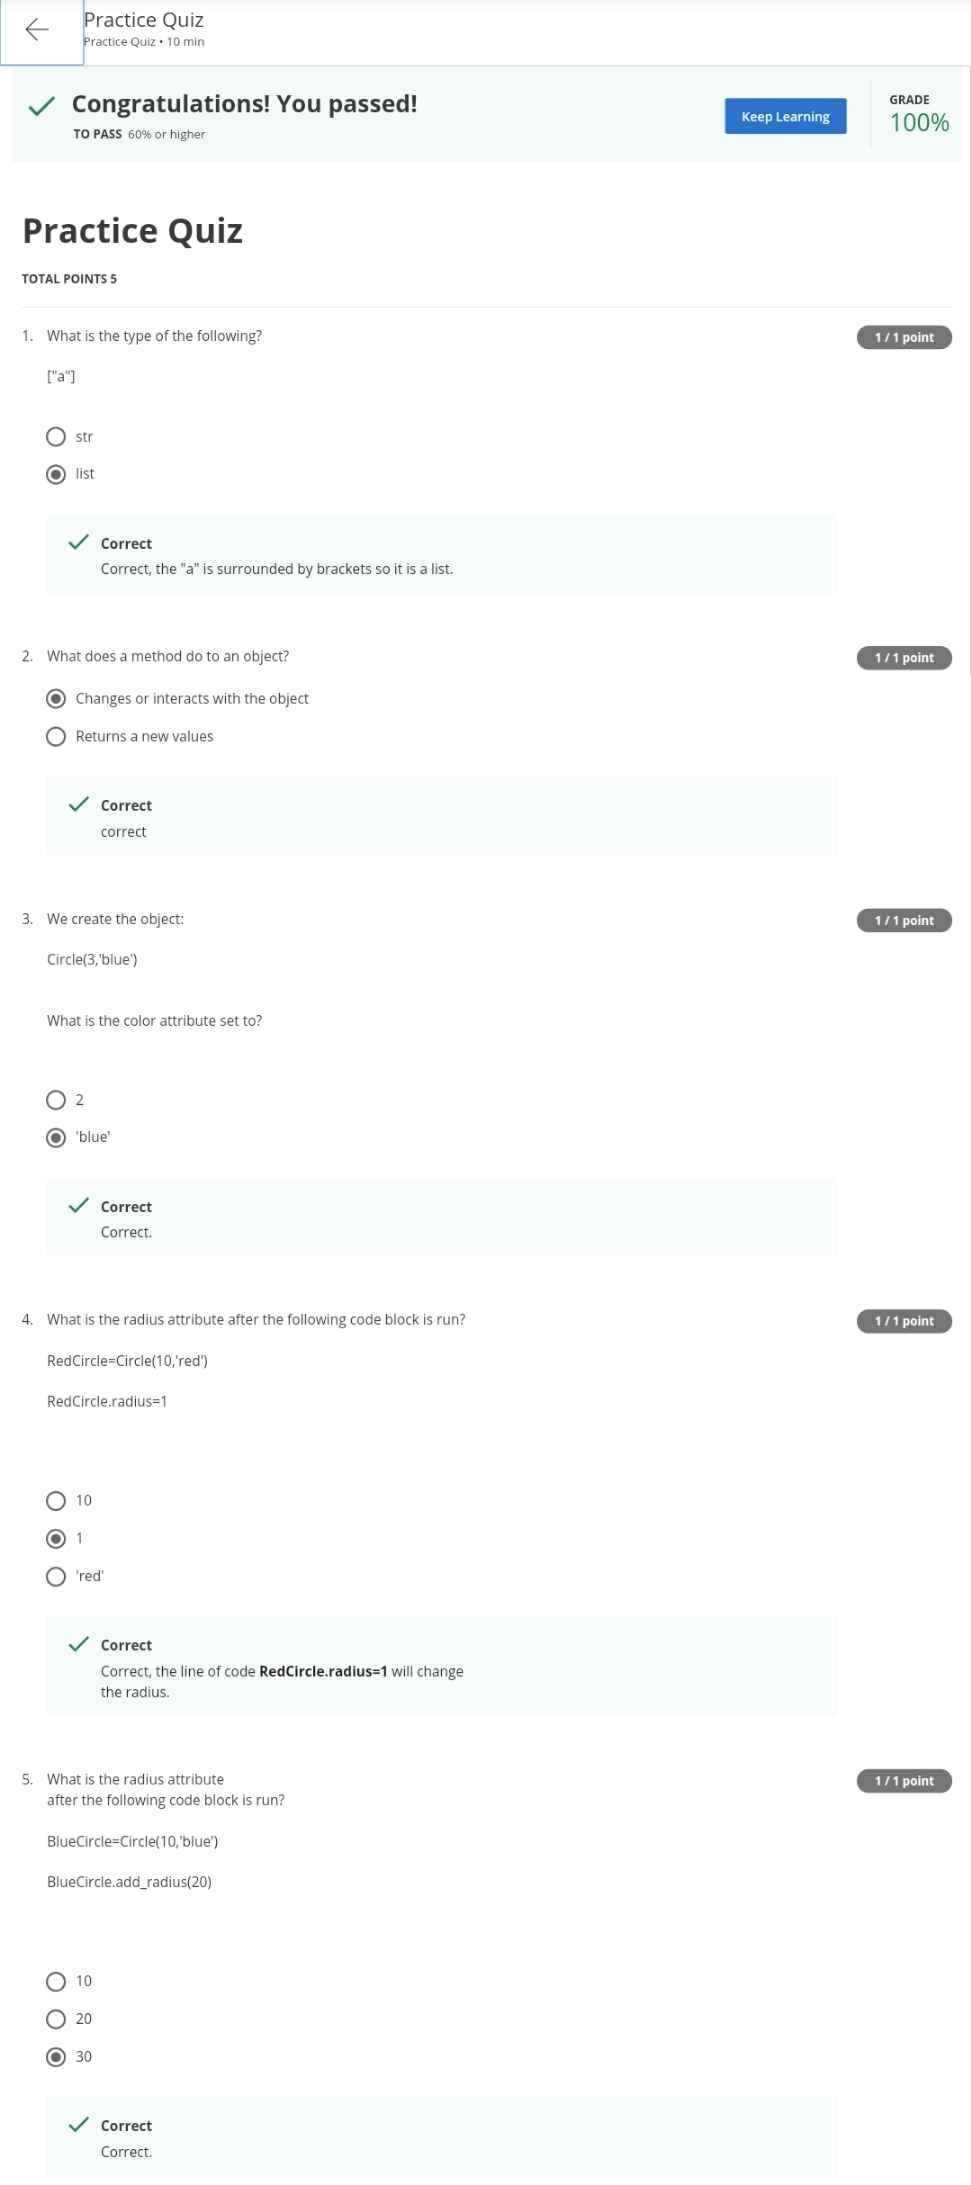 Practice Quiz
Practice Quiz • 10 min
Congratulations! You passed!
TO PASS 60% or higher
Keep Learning
GRADE
100%
Practice Quiz
TOTAL POINTS 5
1. What is the type of the following?
1 / 1 point
["a"]
str
list
Correct
Correct, the "a" is surrounded by brackets so it is a list.
2. What does a method do to an object?
1 / 1 point
Changes or interacts with the object
Returns a new values
Correct
correct
3. We create the object:
1 / 1 point
Circle(3,'blue')
What is the color attribute set to?
2
'blue'
Correct
Correct.
4. What is the radius attribute after the following code block is run?
1 / 1 point
RedCircle=Circle(10,'red')
RedCircle.radius=1
10
1
'red'
Correct
Correct, the line of code RedCircle.radius=1 will change
the radius.
5. What is the radius attribute
1 / 1 point
after the following code block is run?
BlueCircle=Circle(10,'blue')
BlueCircle.add_radius(20)
10
20
30
Correct
Correct.